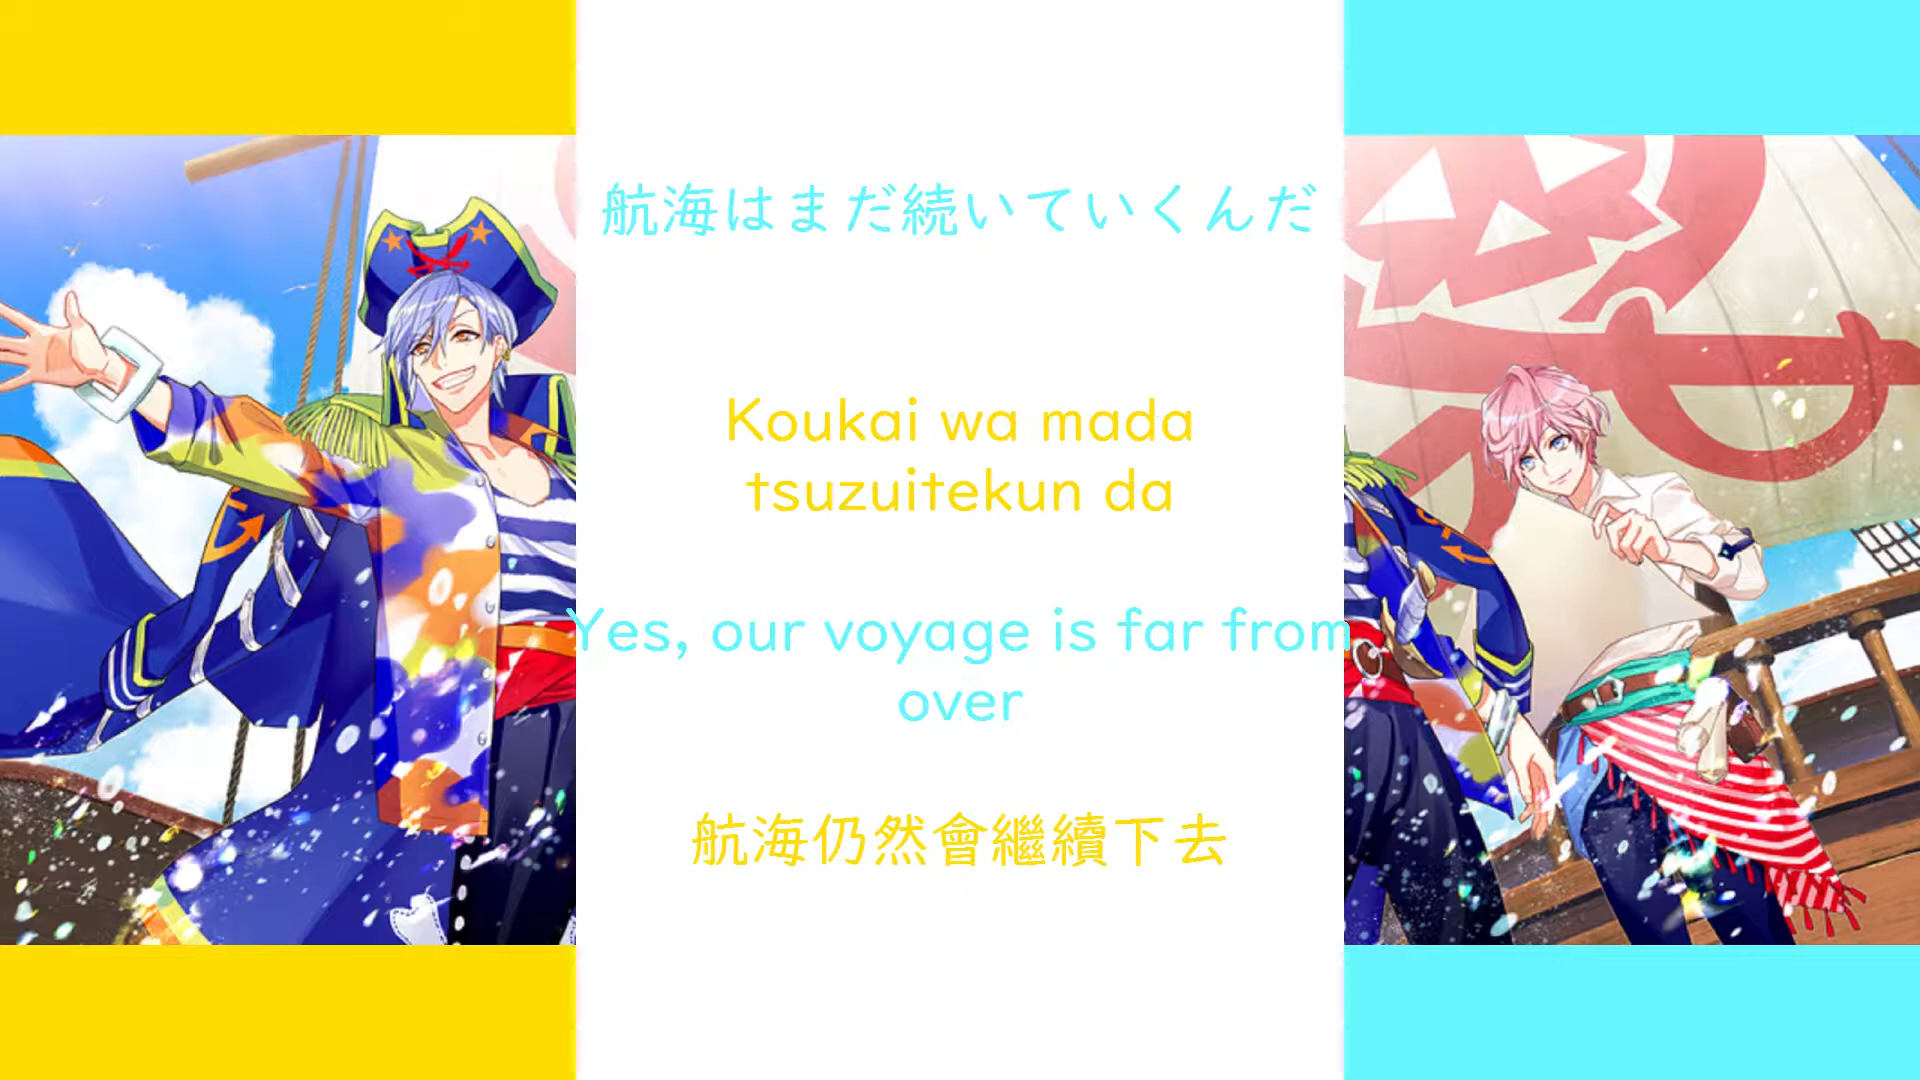 航海はまだ続いていくんだ
Koukai wa mada
tsuzuitekun da
Yes, our voyage is far from
over
航海仍然會繼續下去